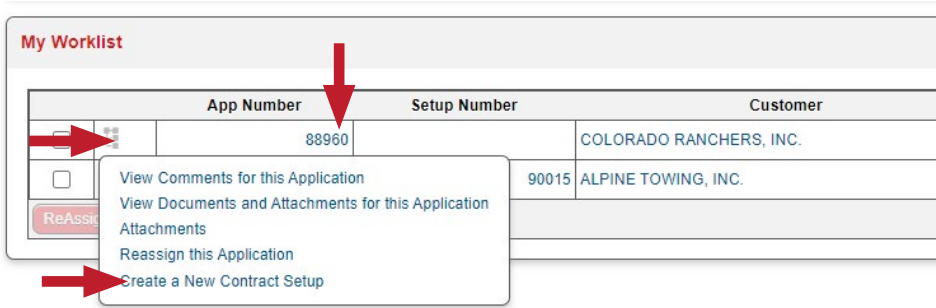 My Worklist
App Number Setup Number Customer
88960 COLORADO RANCHERS, INC.
90015 ALPINE TOWING, INC.
ReAssig
View Comments for this Application
View Documents and Attachments for this Application
Attachments
Reassign this Application
Create a New Contract Setup